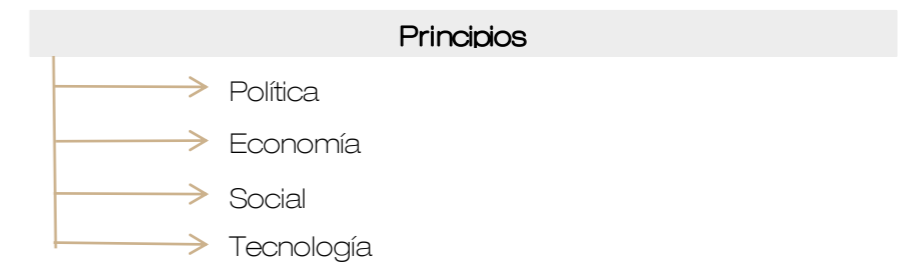 Principios
Política
Economía
Social
Tecnología